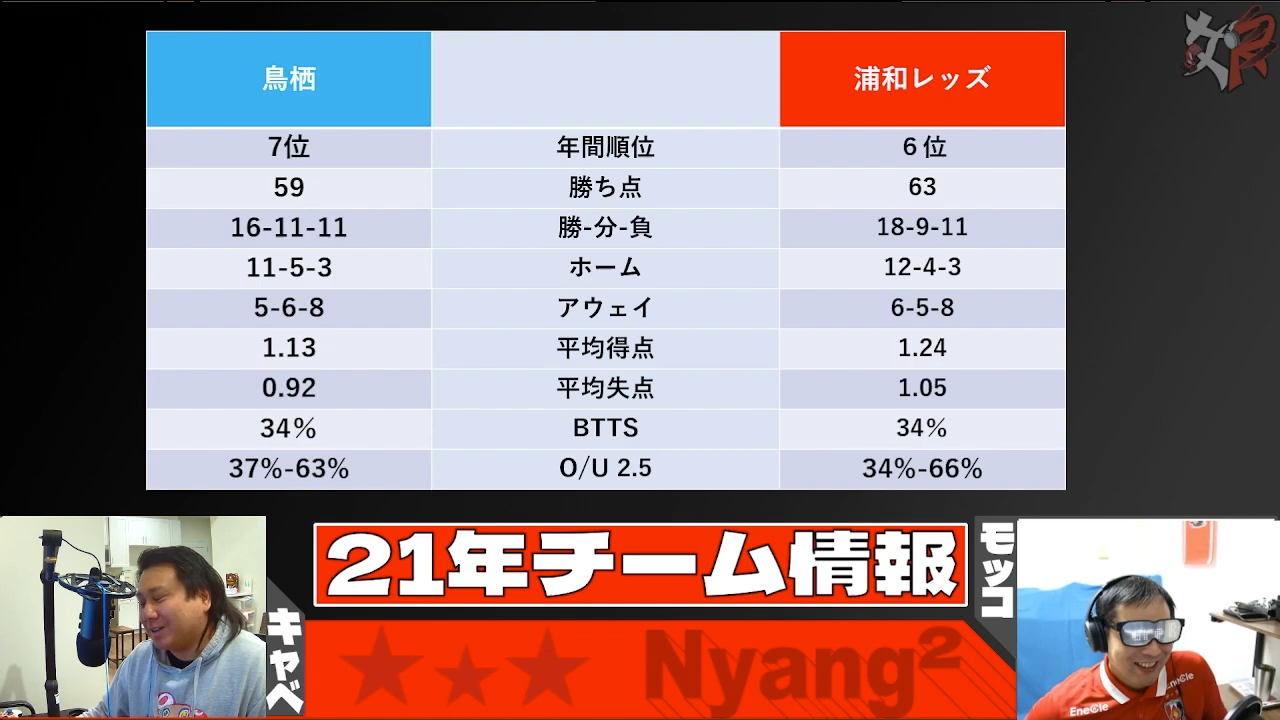 鳥栖 浦和レッズ
7位 年間順位 6位
59 勝ち点 63
16-11-11 勝-分-負 18-9-11
11-5-3 ホーム 12-4-3
5-6-8 アウェイ 6-5-8
1.13 平均得点 1.24
0.92 平均失点 1.05
34% BTTS 34%
37%-63% O/U 2.5 34%-66%
21年チーム情報
キャベ
モッコ
Nyang²
EneCle
EneCle